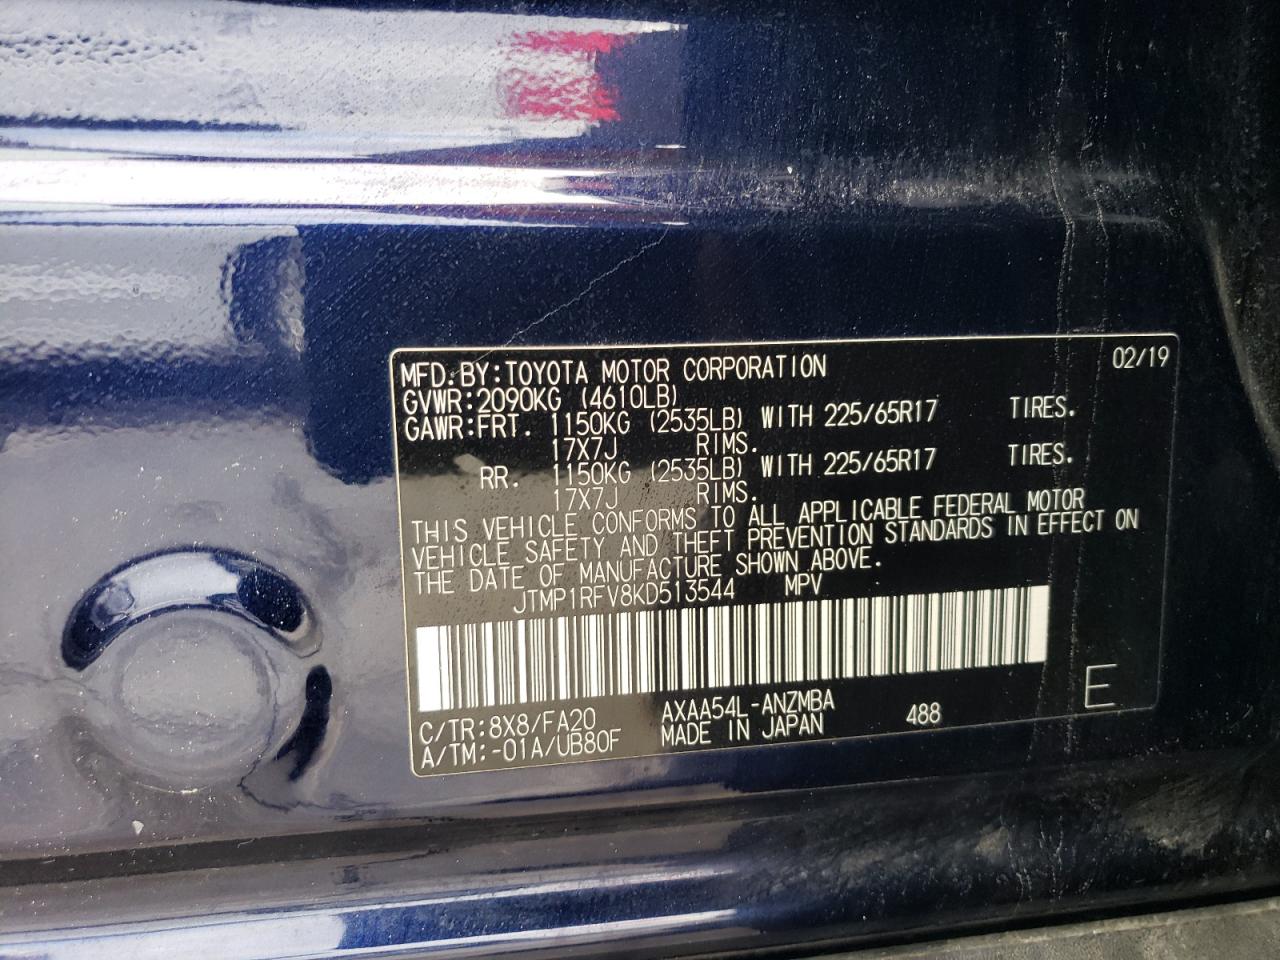 MFD.BY:TOYOTA MOTOR CORPORATION 02/19
GVWR:2090KG (4610LB)
GAWR:FRT. 1150KG (2535LB) WITH 225/65R17 TIRES.
17X7J RIMS.
RR. 1150KG (2535LB) WITH 225/65R17 TIRES.
17X7J RIMS.
THIS VEHICLE CONFORMS TO ALL APPLICABLE FEDERAL MOTOR
VEHICLE SAFETY AND THEFT PREVENTION STANDARDS IN EFFECT ON
THE DATE OF MANUFACTURE SHOWN ABOVE.
JTMP1RFV8KD513544 MPV
C/TR:8X8/FA20 AXAA54L-ANZMBA 488 E
A/TM:-01A/UB80F MADE IN JAPAN